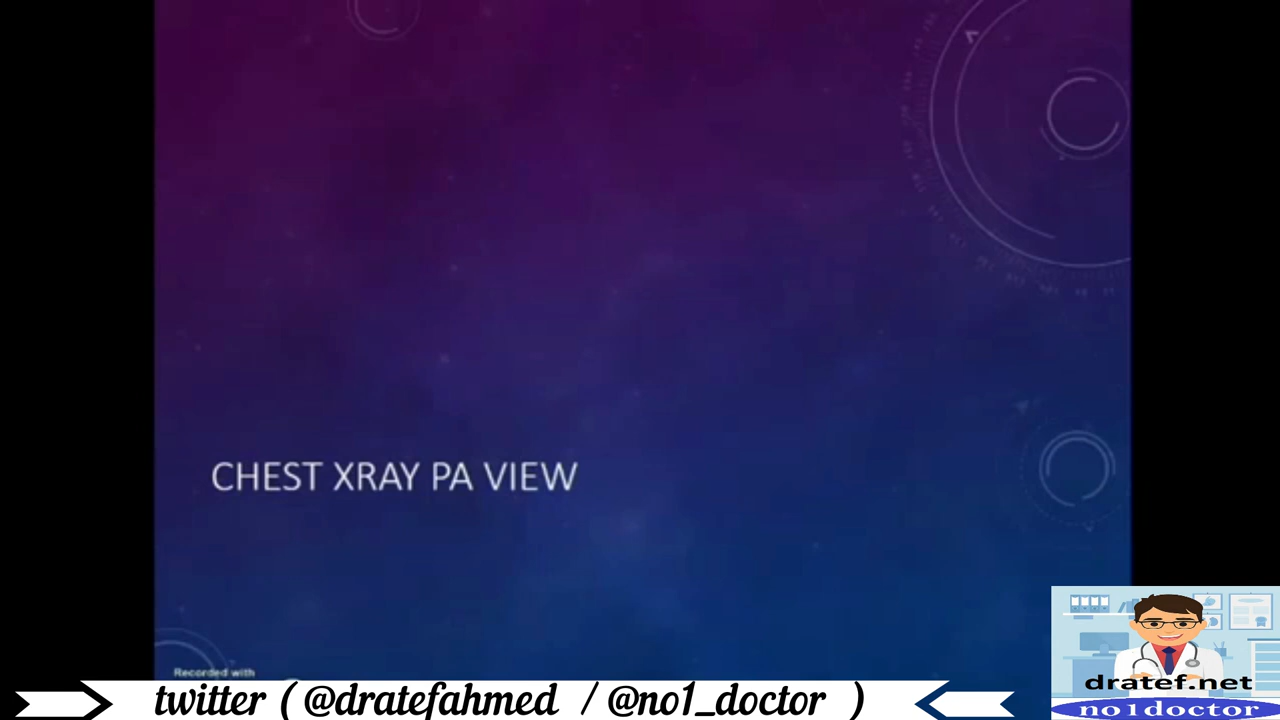 CHEST XRAY PA VIEW
Recorded with
twitter ( @dratefahmed / @no1_doctor )
dratef.net
no1doctor